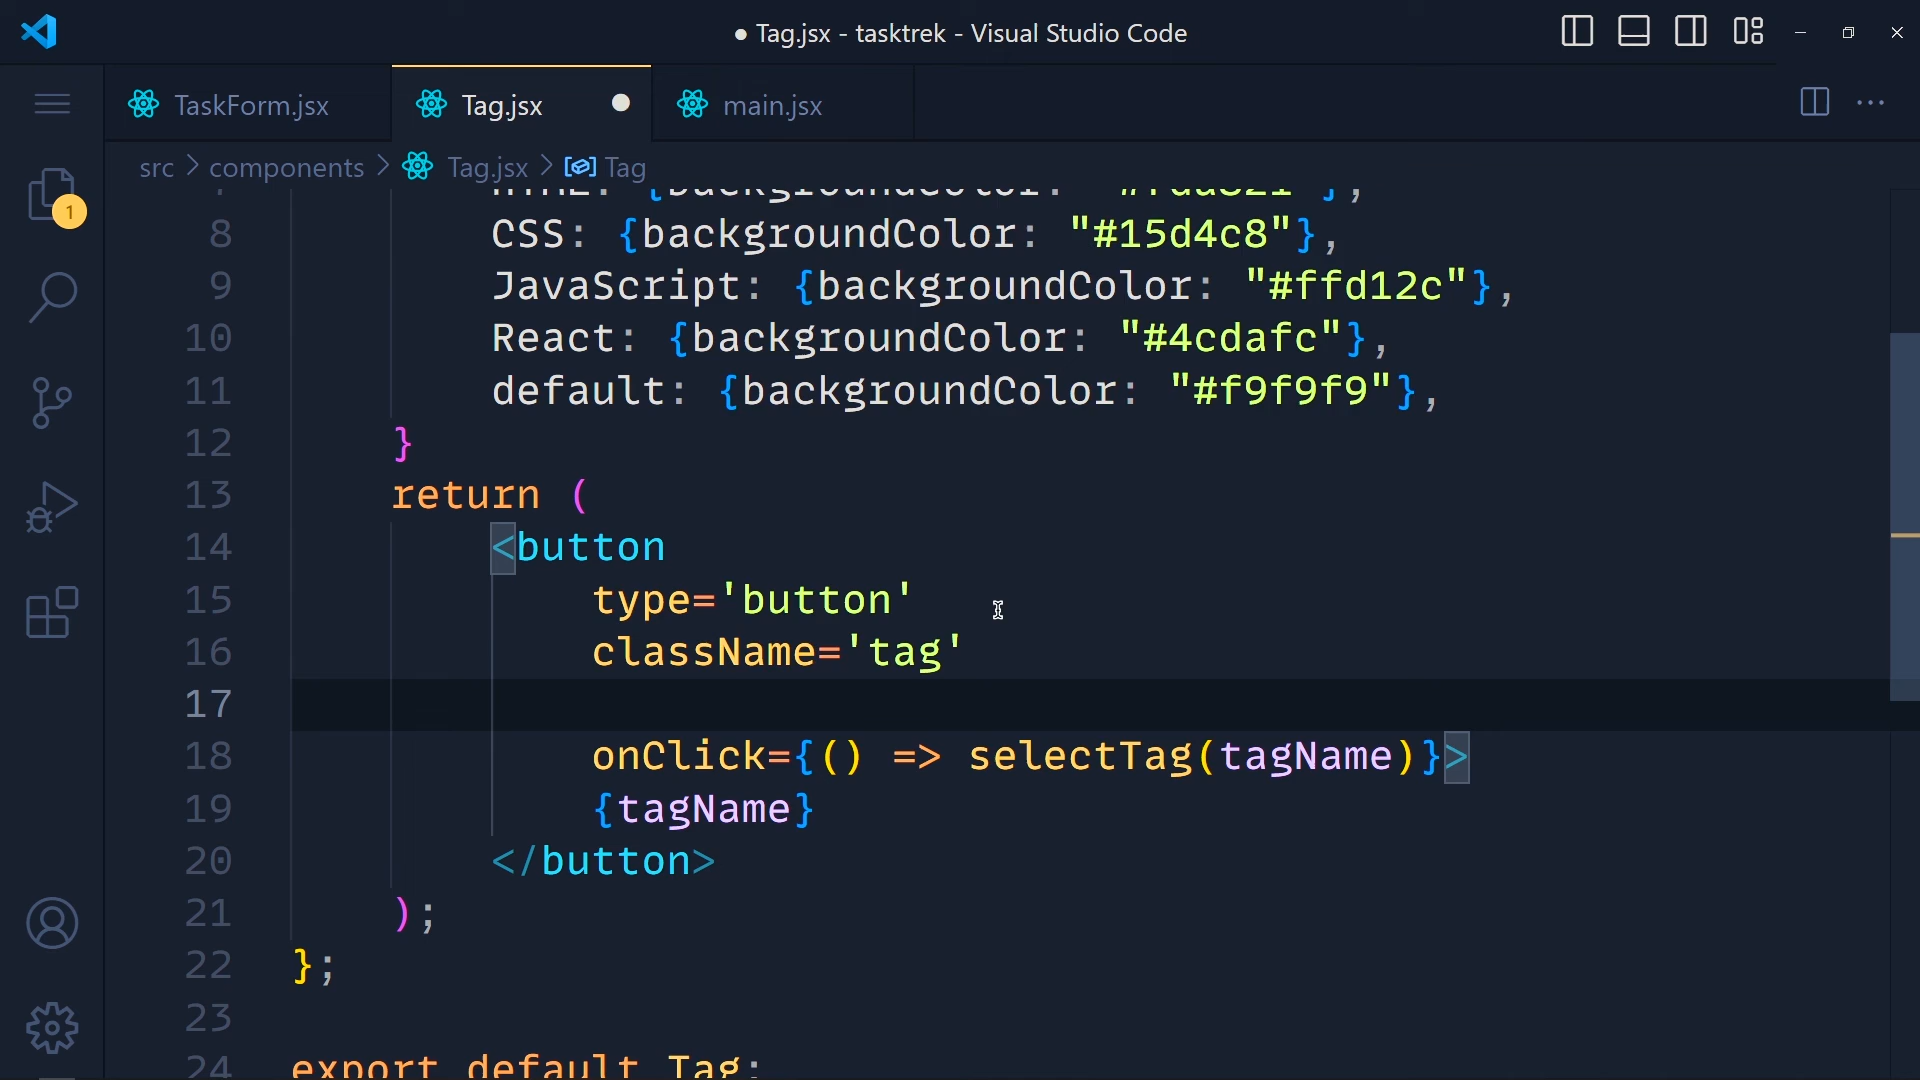 ● Tag.jsx - tasktrek - Visual Studio Code
TaskForm.jsx
Tag.jsx
main.jsx
src > components > Tag.jsx > Tag
1
8 CSS: {backgroundColor: "#15d4c8"},
9 JavaScript: {backgroundColor: "#ffd12c"},
10 React: {backgroundColor: "#4cdafc"},
11 default: {backgroundColor: "#f9f9f9"},
12 }
13 return (
14 <button
15 type='button'
16 className='tag'
17
18 onClick={() => selectTag(tagName)}>
19 {tagName}
20 </button>
21 );
22 };
23
24 export default Tag;